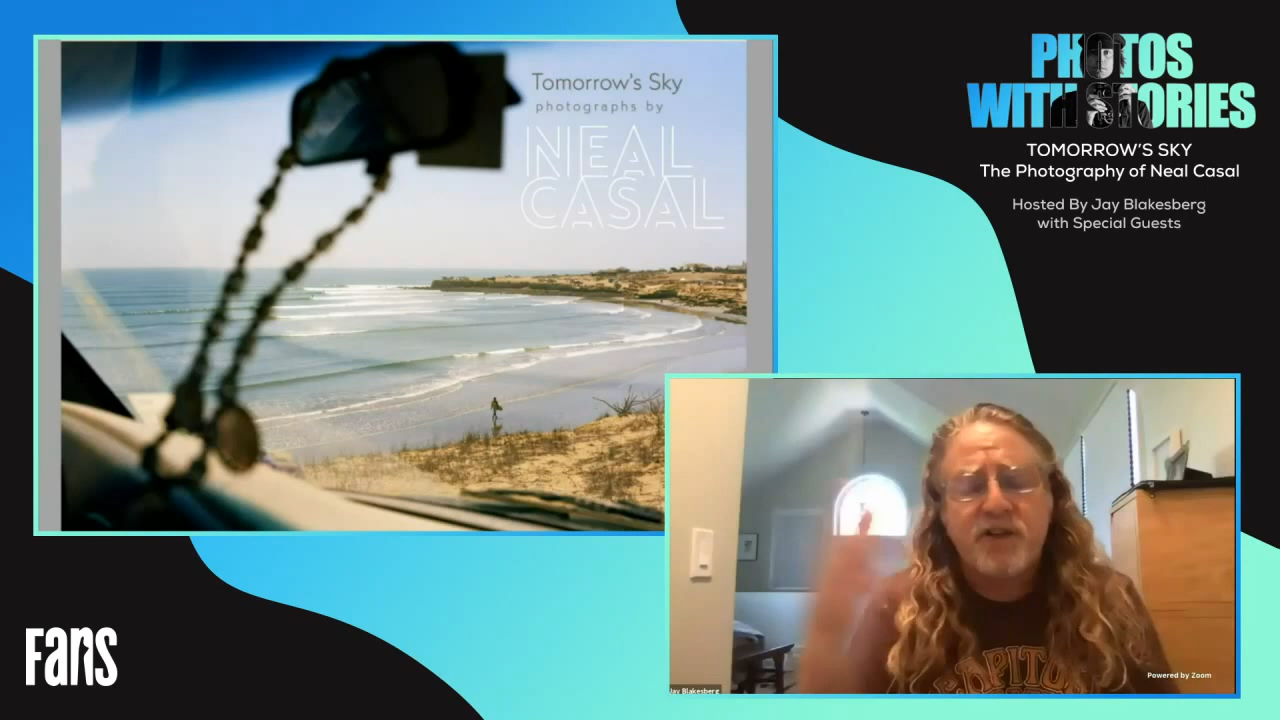 Tomorrow's Sky
photographs by
NEAL
CASAL
PHOTOS
WITH STORIES
TOMORROW'S SKY
The Photography of Neal Casal
Hosted By Jay Blakesberg
with Special Guests
CAPITOL
Powered by Zoom
Jay Blakesberg
Fans